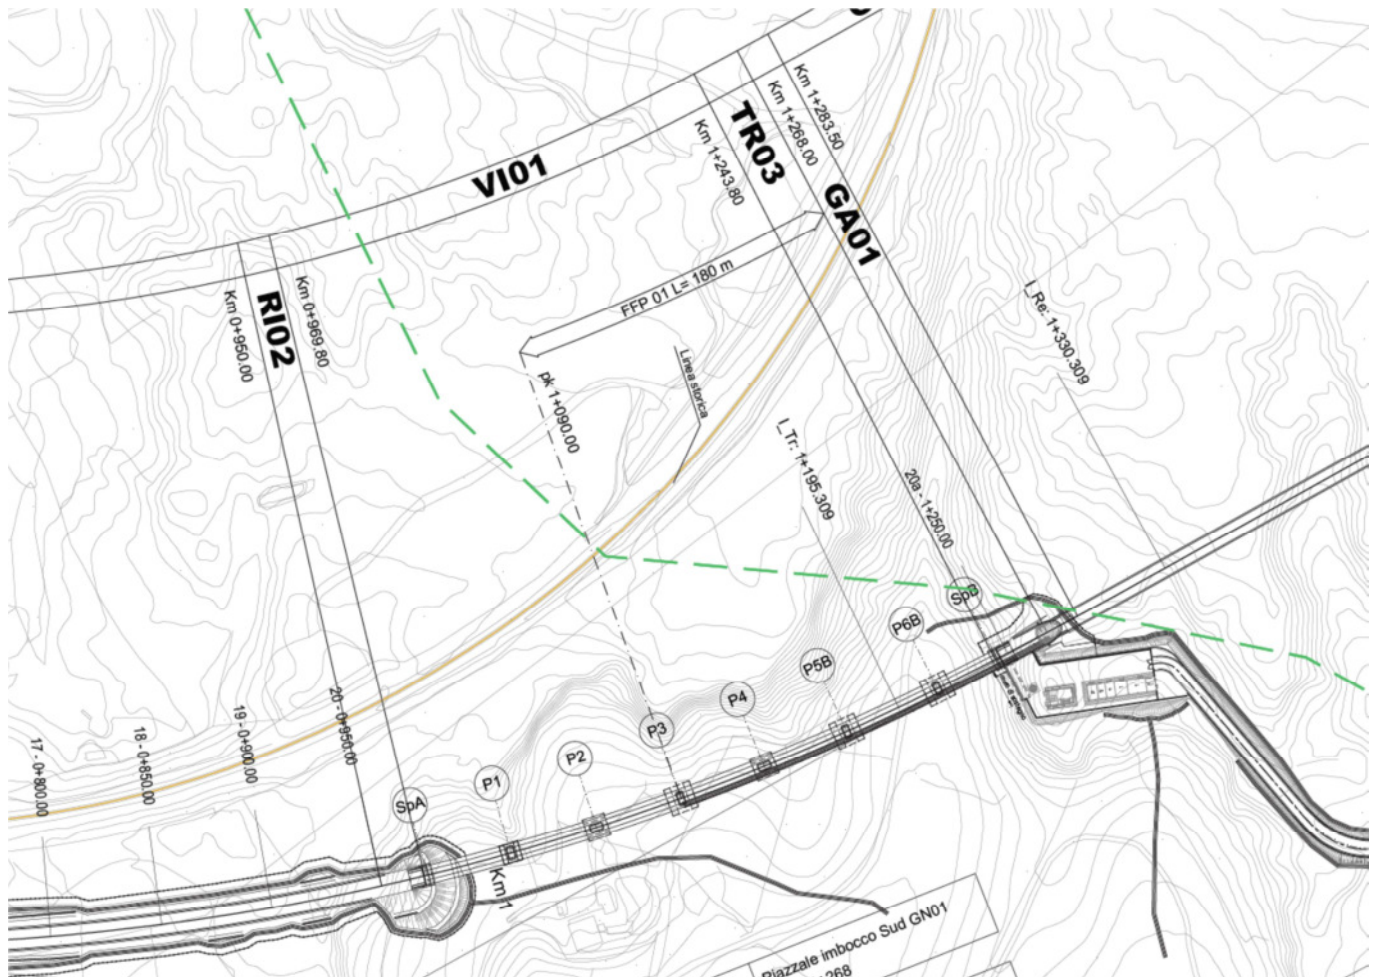 Km 1+283.50
Km 1+268.00
TR03
Km 1+243.80
VI01
GA01
FFP 01 L= 180 m
Km 0+969.80
RI02
Km 0+950.00
I_Re: 1+330.309
Linea storica
pk 1+090.00
I_Tr: 1+195.309
20a - 1+250.00
SpB
P6B
P5B
P4
P3
P2
P1
SpA
20 - 0+950.00
19 - 0+900.00
18 - 0+850.00
17 - 0+800.00
Km 1
Piazzale imbocco Sud GN01